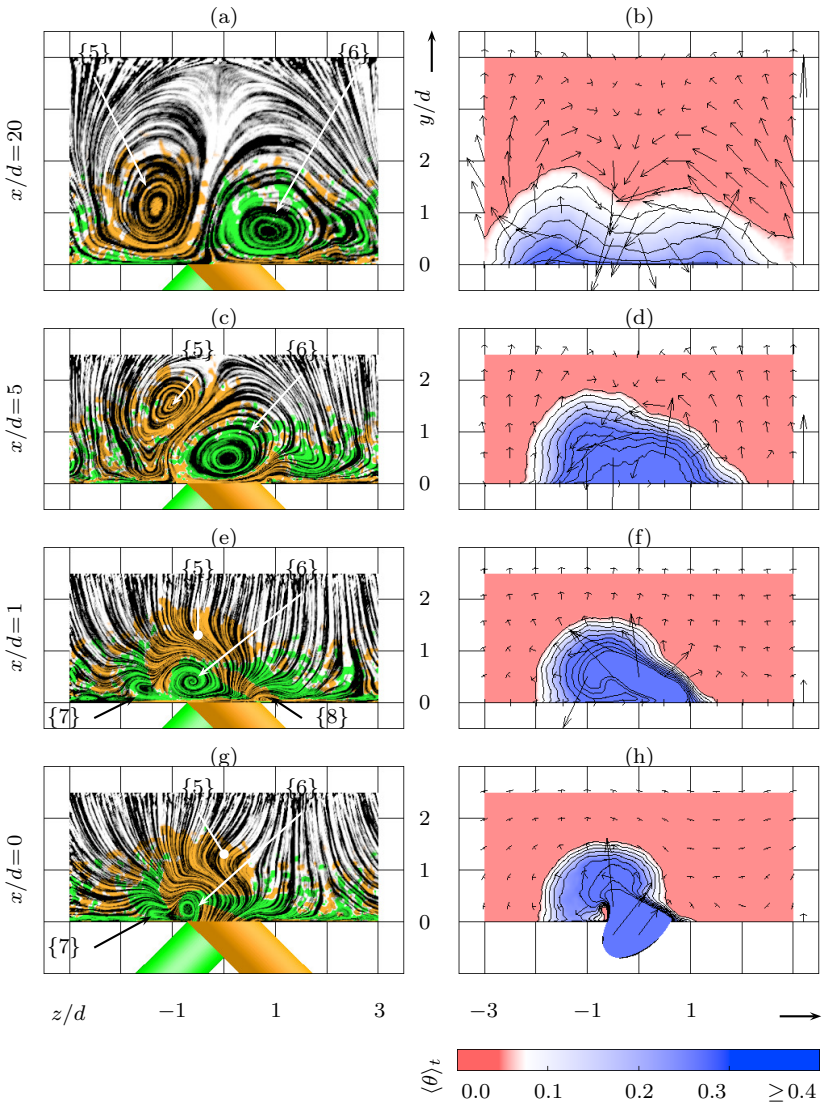 (a) (b)
{5} {6}
x/d=20
y/d
2
1
0
(c) (d)
{5} {6}
x/d=5
2
1
0
(e) (f)
{5} {6}
x/d=1
2
1
0
{7} {8}
(g) (h)
{5} {6}
x/d=0
2
1
0
{7}
z/d −1 1 3 −3 −1 1
⟨θ⟩t
0.0 0.1 0.2 0.3 ≥0.4